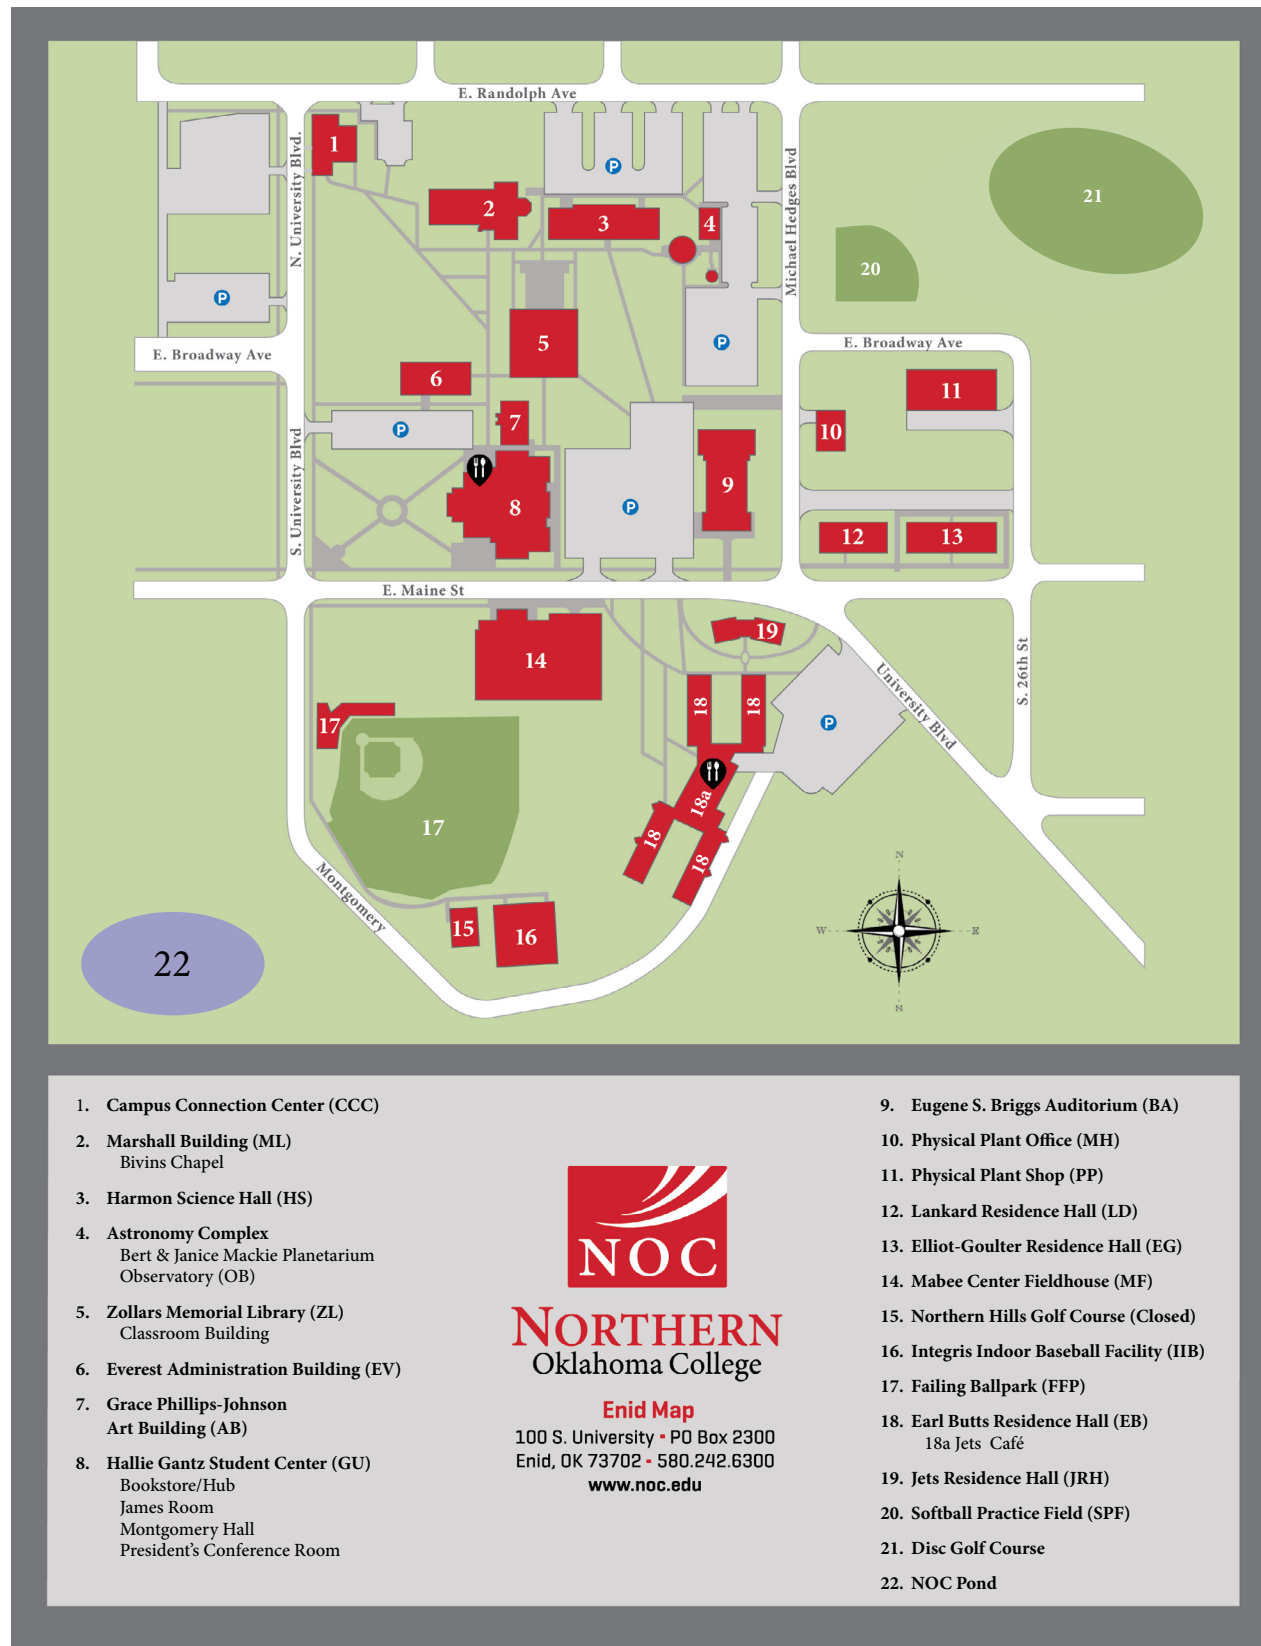 E. Randolph Ave
N. University Blvd.
Michael Hedges Blvd
1
2
3
4
P
21
20
P
5
P
E. Broadway Ave
E. Broadway Ave
6
11
7
P
10
S. University Blvd
8
9
P
12
13
E. Maine St
14
19
S. 26th St
University Blvd
18
18
17
P
18a
17
18
18
Montgomery
15
16
22
N
W
E
S
1. Campus Connection Center (CCC)
2. Marshall Building (ML)
Bivins Chapel
3. Harmon Science Hall (HS)
4. Astronomy Complex
Bert & Janice Mackie Planetarium
Observatory (OB)
5. Zollars Memorial Library (ZL)
Classroom Building
6. Everest Administration Building (EV)
7. Grace Phillips-Johnson
Art Building (AB)
8. Hallie Gantz Student Center (GU)
Bookstore/Hub
James Room
Montgomery Hall
President's Conference Room
NOC
NORTHERN
Oklahoma College
Enid Map
100 S. University ▪ PO Box 2300
Enid, OK 73702 ▪ 580.242.6300
www.noc.edu
9. Eugene S. Briggs Auditorium (BA)
10. Physical Plant Office (MH)
11. Physical Plant Shop (PP)
12. Lankard Residence Hall (LD)
13. Elliot-Goulter Residence Hall (EG)
14. Mabee Center Fieldhouse (MF)
15. Northern Hills Golf Course (Closed)
16. Integris Indoor Baseball Facility (IIB)
17. Failing Ballpark (FFP)
18. Earl Butts Residence Hall (EB)
18a Jets Café
19. Jets Residence Hall (JRH)
20. Softball Practice Field (SPF)
21. Disc Golf Course
22. NOC Pond